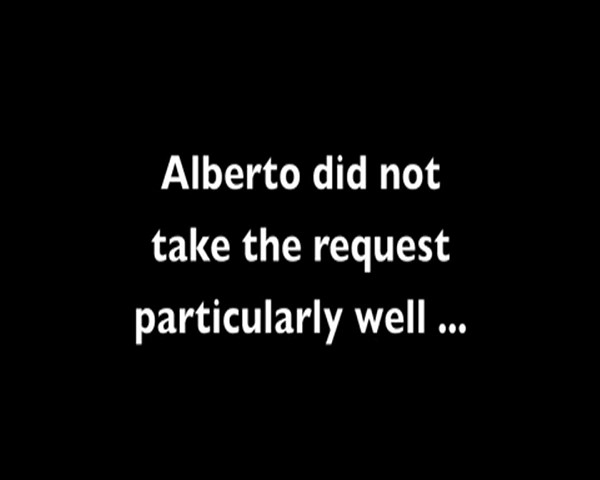 Alberto did not
take the request
particularly well ...